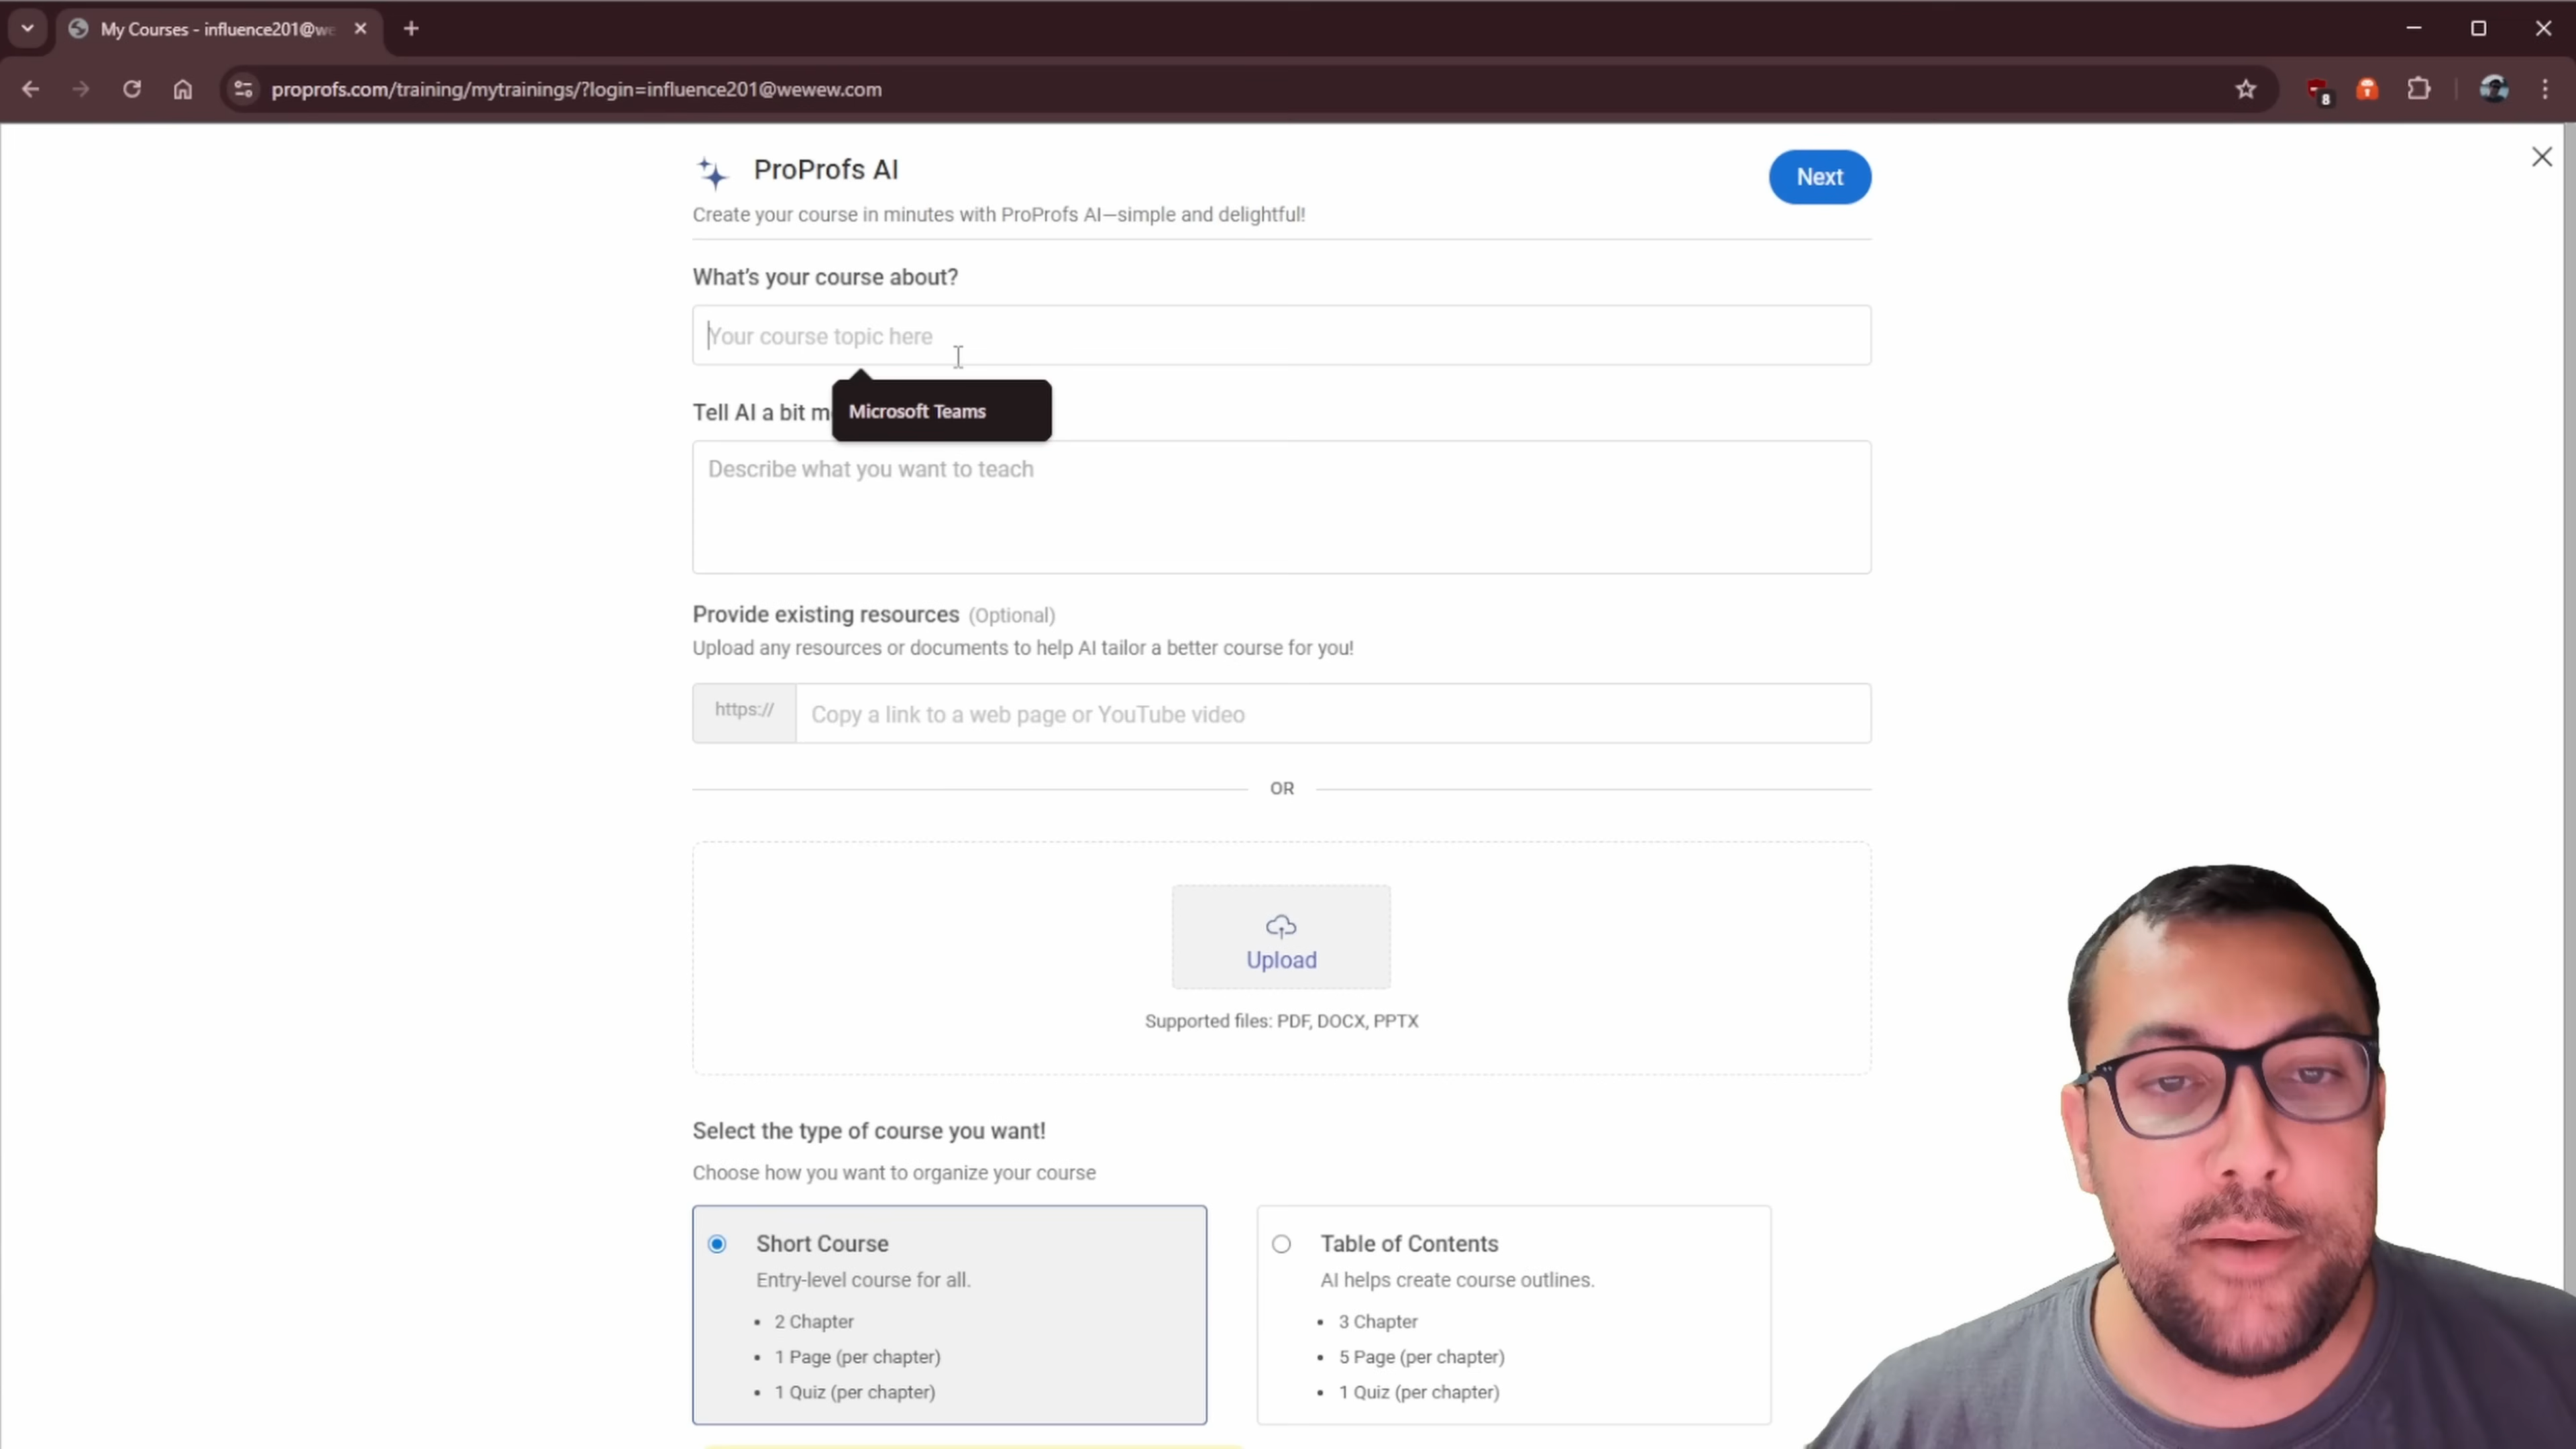 My Courses - influence201@we
proprofs.com/training/mytrainings/?login=influence201@wewew.com
8
ProProfs AI
Next
Create your course in minutes with ProProfs AI—simple and delightful!
What's your course about?
Your course topic here
Microsoft Teams
Tell AI a bit m
Describe what you want to teach
Provide existing resources (Optional)
Upload any resources or documents to help AI tailor a better course for you!
https://
Copy a link to a web page or YouTube video
OR
Upload
Supported files: PDF, DOCX, PPTX
Select the type of course you want!
Choose how you want to organize your course
Short Course
Entry-level course for all.
• 2 Chapter
• 1 Page (per chapter)
• 1 Quiz (per chapter)
Table of Contents
AI helps create course outlines.
• 3 Chapter
• 5 Page (per chapter)
• 1 Quiz (per chapter)